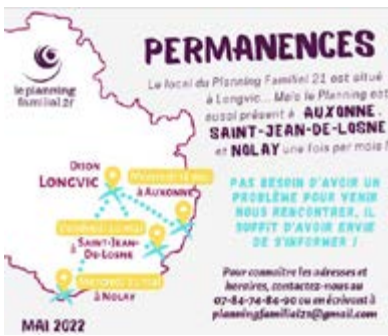 le planning
familial 21
PERMANENCES
Le local du Planning Familial 21 est situé
à Longvic... Mais le Planning est
aussi présent à AUXONNE,
SAINT-JEAN-DE-LOSNE
et NOLAY une fois par mois !
DIJON
LONGVIC
Mercredi
à AUXONNE
à SAINT-JEAN-
DE-LOSNE
à NOLAY
PAS BESOIN D'AVOIR UN
PROBLÈME POUR VENIR
NOUS RENCONTRER, IL
SUFFIT D'AVOIR ENVIE
DE S'INFORMER !
Pour connaître les adresses et
horaires, contactez-nous au
07-84-74-84-90 ou en écrivant à
planningfamilial21@gmail.com
MAI 2022